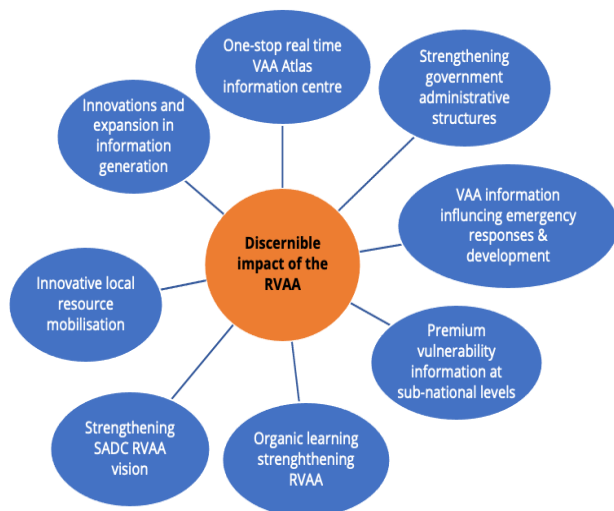 One-stop real time
VAA Atlas
information centre
Strengthening
government
administrative
structures
Innovations and
expansion in
information
generation
VAA information
influncing emergency
responses &
development
Discernible
impact of the
RVAA
Innovative local
resource
mobilisation
Premium
vulnerability
information at
sub-national levels
Strengthening
SADC RVAA
vision
Organic learning
strenghthening
RVAA